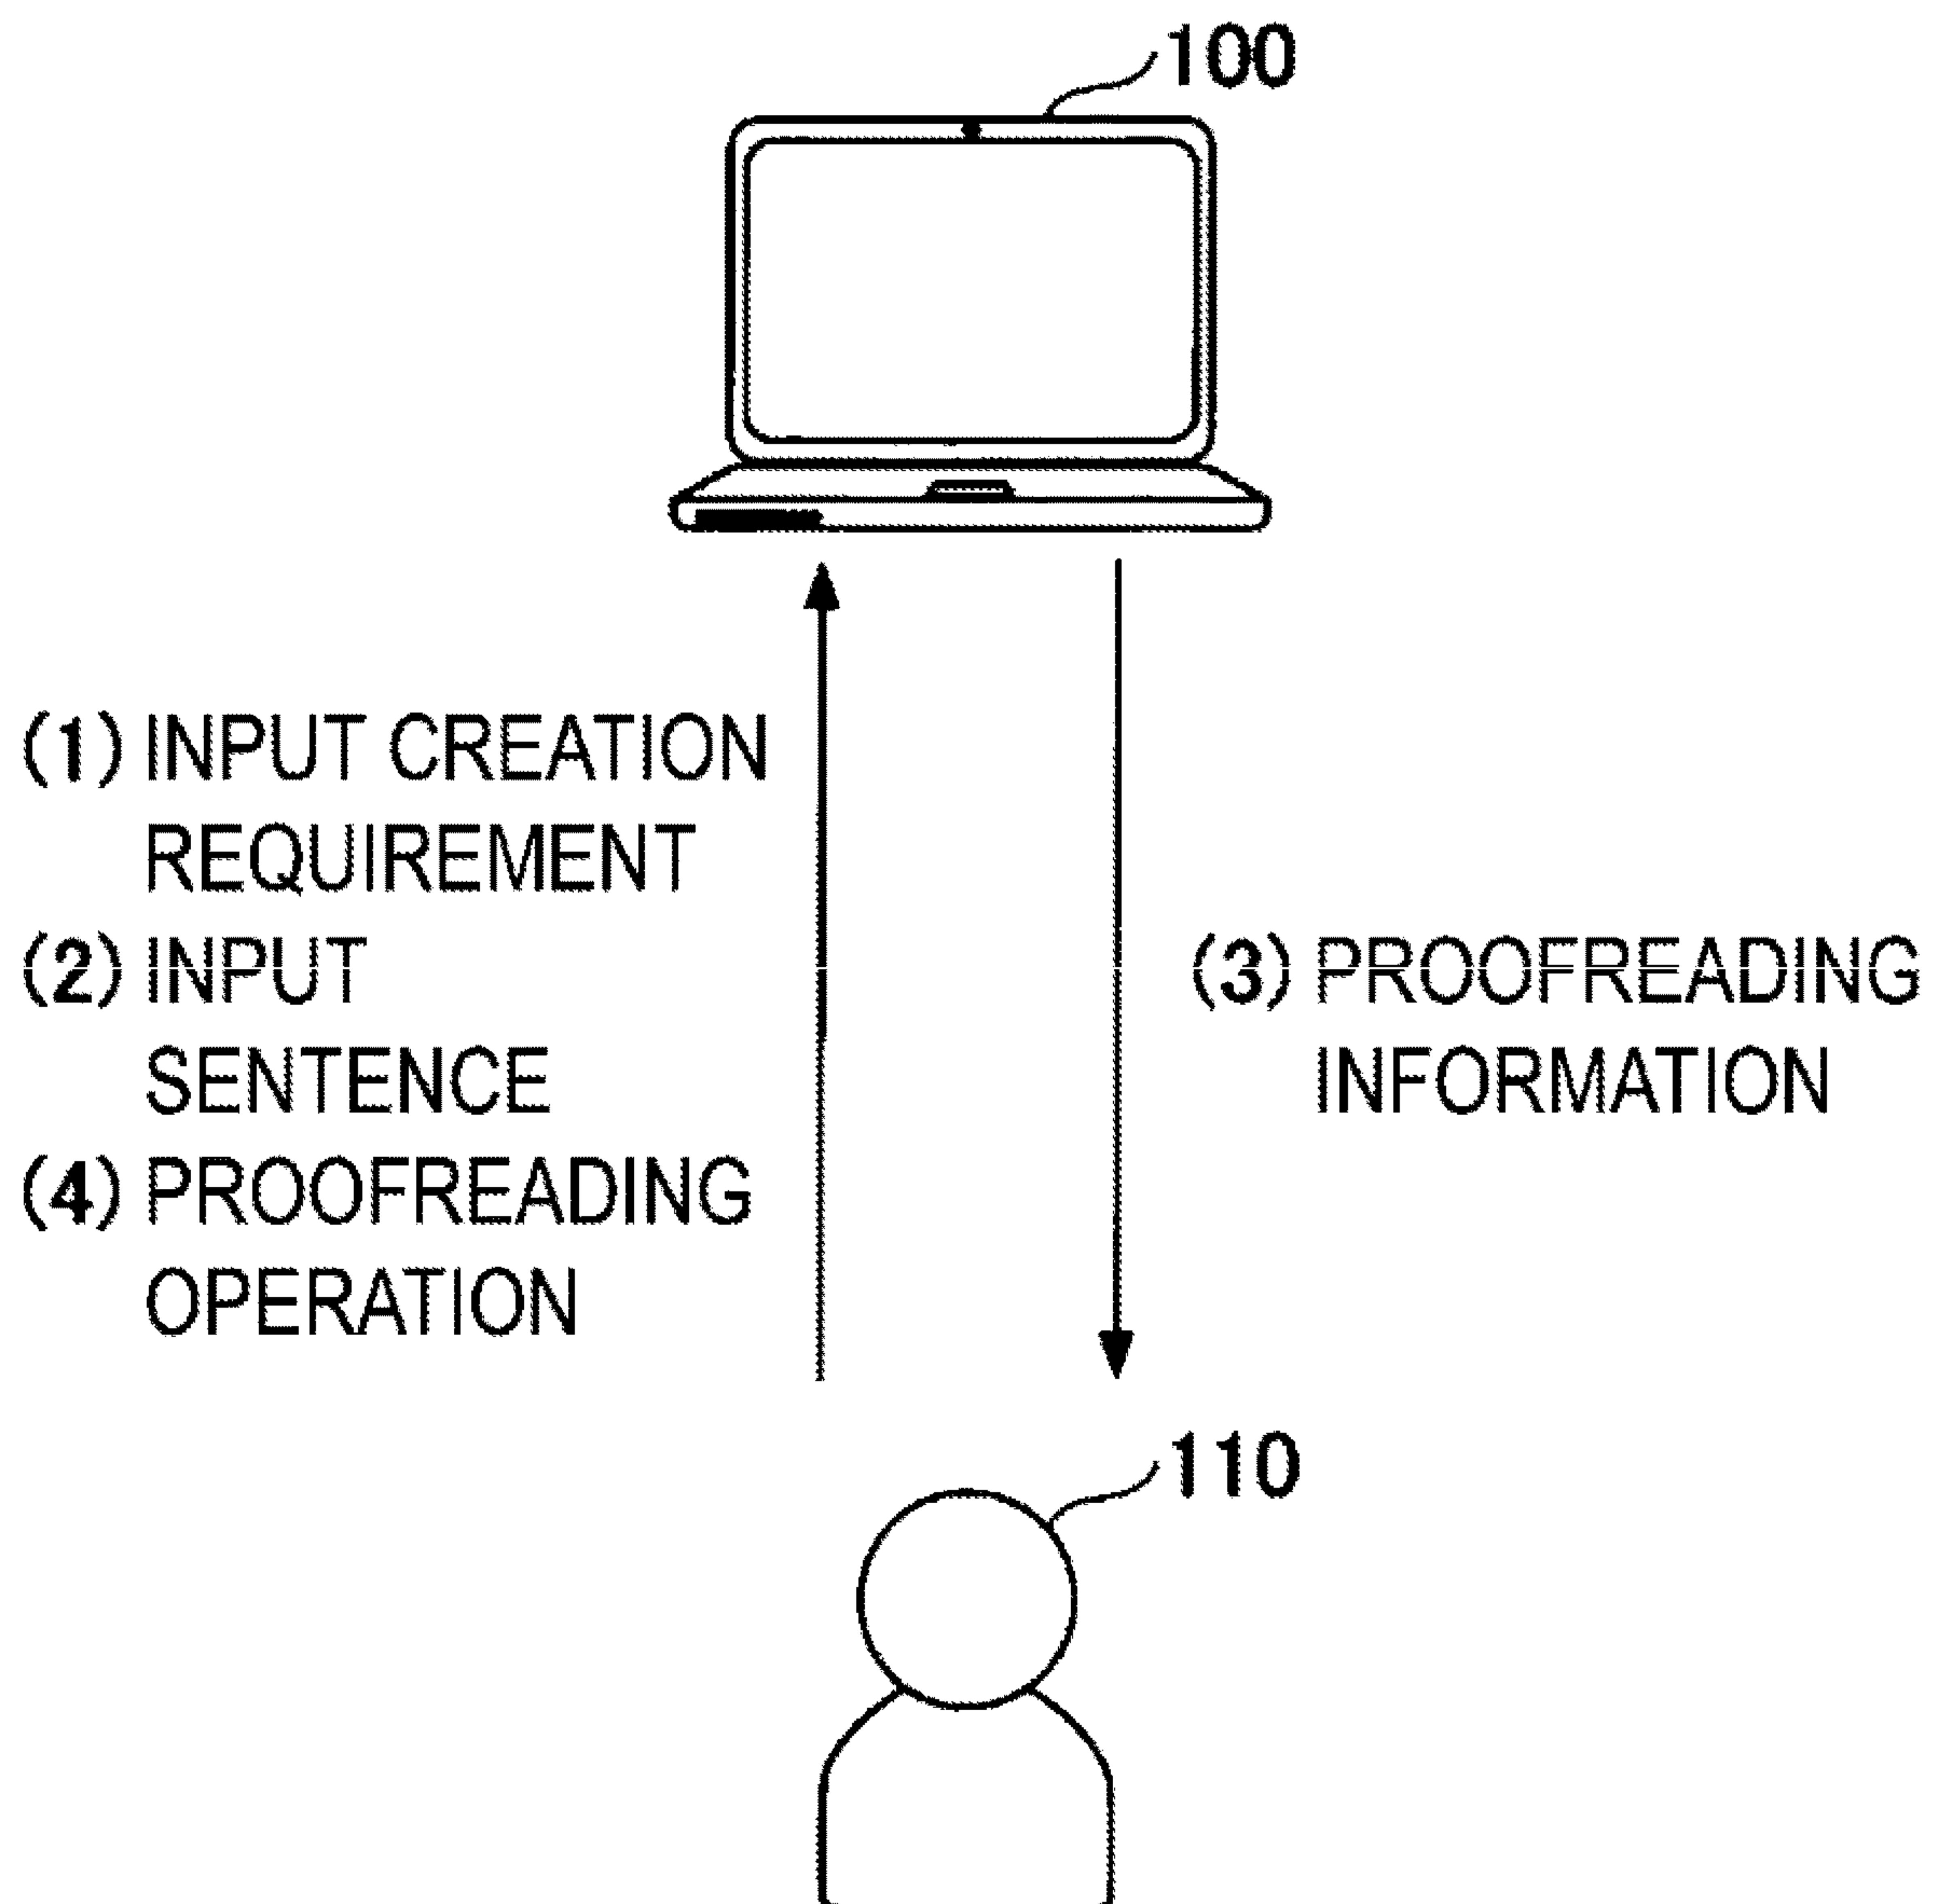 100
(1) INPUT CREATION
REQUIREMENT
(2) INPUT
SENTENCE
(4) PROOFREADING
OPERATION
(3) PROOFREADING
INFORMATION
110